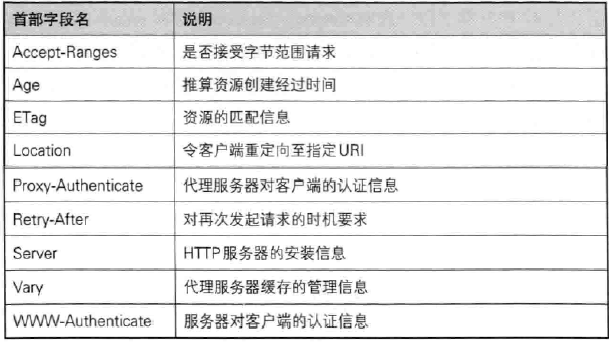 首部字段名 说明
Accept-Ranges 是否接受字节范围请求
Age 推算资源创建经过时间
ETag 资源的匹配信息
Location 令客户端重定向至指定URI
Proxy-Authenticate 代理服务器对客户端的认证信息
Retry-After 对再次发起请求的时机要求
Server HTTP服务器的安装信息
Vary 代理服务器缓存的管理信息
WWW-Authenticate 服务器对客户端的认证信息